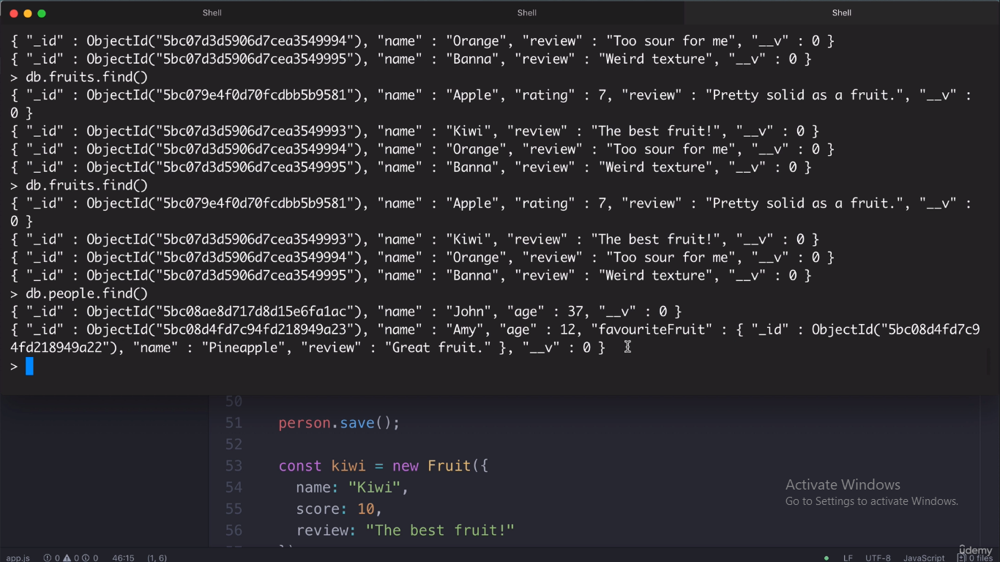 Shell Shell Shell
{ "_id" : ObjectId("5bc07d3d5906d7cea3549994"), "name" : "Orange", "review" : "Too sour for me", "__v" : 0 }
{ "_id" : ObjectId("5bc07d3d5906d7cea3549995"), "name" : "Banna", "review" : "Weird texture", "__v" : 0 }
> db.fruits.find()
{ "_id" : ObjectId("5bc079e4f0d70fcdbb5b9581"), "name" : "Apple", "rating" : 7, "review" : "Pretty solid as a fruit.", "__v" :
0 }
{ "_id" : ObjectId("5bc07d3d5906d7cea3549993"), "name" : "Kiwi", "review" : "The best fruit!", "__v" : 0 }
{ "_id" : ObjectId("5bc07d3d5906d7cea3549994"), "name" : "Orange", "review" : "Too sour for me", "__v" : 0 }
{ "_id" : ObjectId("5bc07d3d5906d7cea3549995"), "name" : "Banna", "review" : "Weird texture", "__v" : 0 }
> db.fruits.find()
{ "_id" : ObjectId("5bc079e4f0d70fcdbb5b9581"), "name" : "Apple", "rating" : 7, "review" : "Pretty solid as a fruit.", "__v" :
0 }
{ "_id" : ObjectId("5bc07d3d5906d7cea3549993"), "name" : "Kiwi", "review" : "The best fruit!", "__v" : 0 }
{ "_id" : ObjectId("5bc07d3d5906d7cea3549994"), "name" : "Orange", "review" : "Too sour for me", "__v" : 0 }
{ "_id" : ObjectId("5bc07d3d5906d7cea3549995"), "name" : "Banna", "review" : "Weird texture", "__v" : 0 }
> db.people.find()
{ "_id" : ObjectId("5bc08ae8d717d8d15e6fa1ac"), "name" : "John", "age" : 37, "__v" : 0 }
{ "_id" : ObjectId("5bc08d4fd7c94fd218949a23"), "name" : "Amy", "age" : 12, "favouriteFruit" : { "_id" : ObjectId("5bc08d4fd7c9
4fd218949a22"), "name" : "Pineapple", "review" : "Great fruit." }, "__v" : 0 }
>
50
51 person.save();
52
53 const kiwi = new Fruit({
54 name: "Kiwi",
55 score: 10,
56 review: "The best fruit!"
Activate Windows
Go to Settings to activate Windows.
app.js 0 0 0 46:15 (1, 6) LF UTF-8 JavaScript 0 files
ûdemy